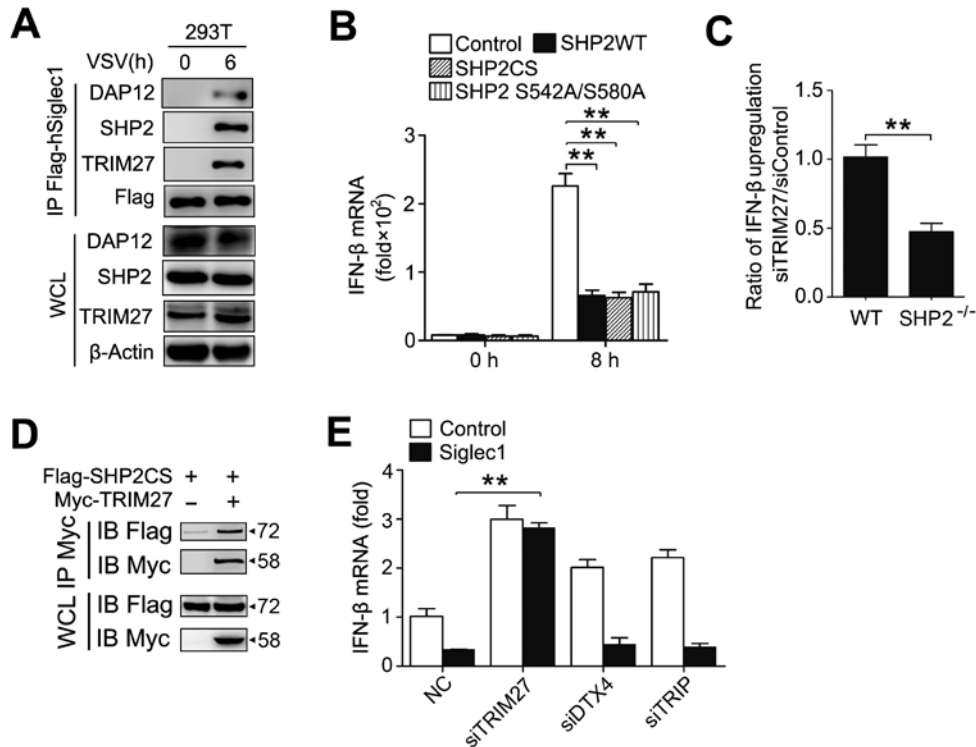 A
293T
VSV(h) 0 6
IP Flag-hSiglec1
DAP12
SHP2
TRIM27
Flag
WCL
DAP12
SHP2
TRIM27
β-Actin
B
Control SHP2WT
SHP2CS
SHP2 S542A/S580A
IFN-β mRNA
(fold×10²)
3
2
1
0
**
**
**
0 h 8 h
C
Ratio of IFN-β upregulation
siTRIM27/siControl
1.5
1.0
0.5
0.0
**
WT SHP2⁻/⁻
D
Flag-SHP2CS + +
Myc-TRIM27 − +
IP Myc
IB Flag 72
IB Myc 58
WCL
IB Flag 72
IB Myc 58
E
Control
Siglec1
IFN-β mRNA (fold)
4
3
2
1
0
**
NC siTRIM27 siDTX4 siTRIP